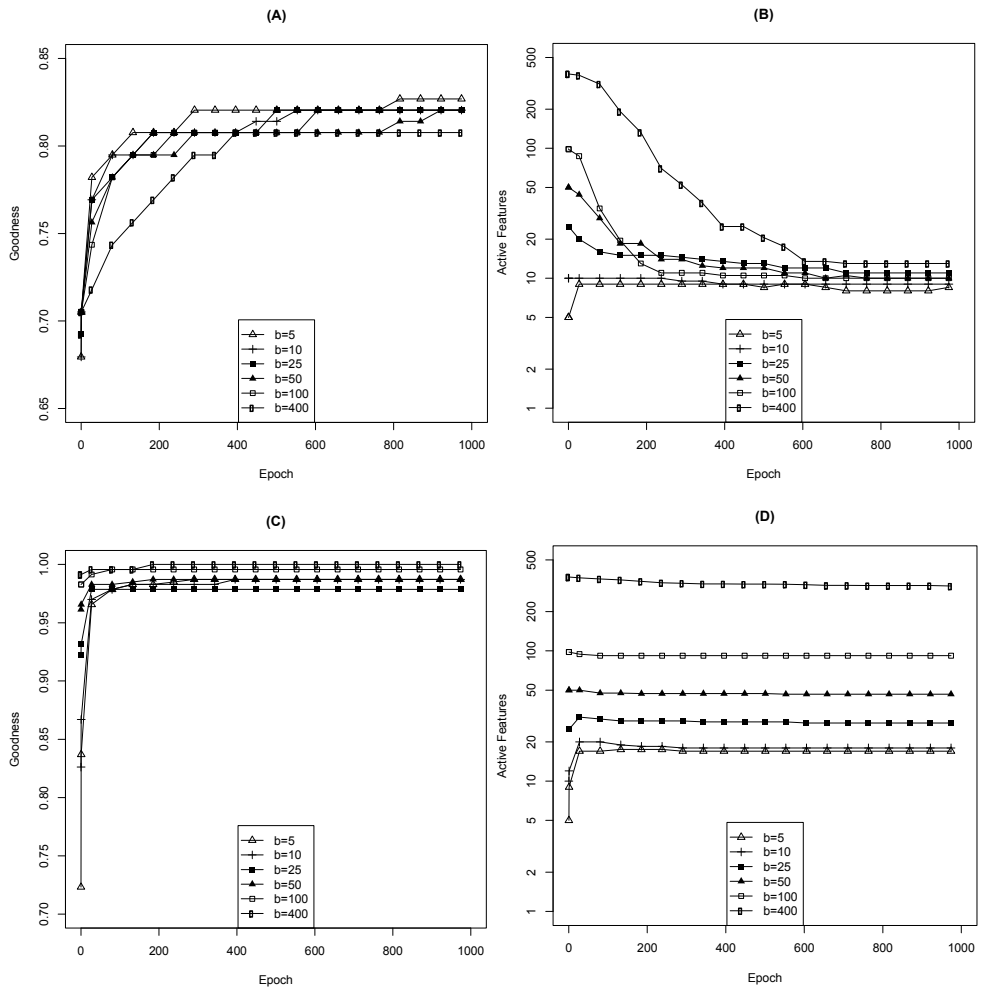 (A)
Goodness
0.85
0.80
0.75
0.70
0.65
b=5
b=10
b=25
b=50
b=100
b=400
0 200 400 600 800 1000
Epoch
(B)
Active Features
500
200
100
50
20
10
5
2
1
b=5
b=10
b=25
b=50
b=100
b=400
0 200 400 600 800 1000
Epoch
(C)
Goodness
1.00
0.95
0.90
0.85
0.80
0.75
0.70
b=5
b=10
b=25
b=50
b=100
b=400
0 200 400 600 800 1000
Epoch
(D)
Active Features
500
200
100
50
20
10
5
2
1
b=5
b=10
b=25
b=50
b=100
b=400
0 200 400 600 800 1000
Epoch